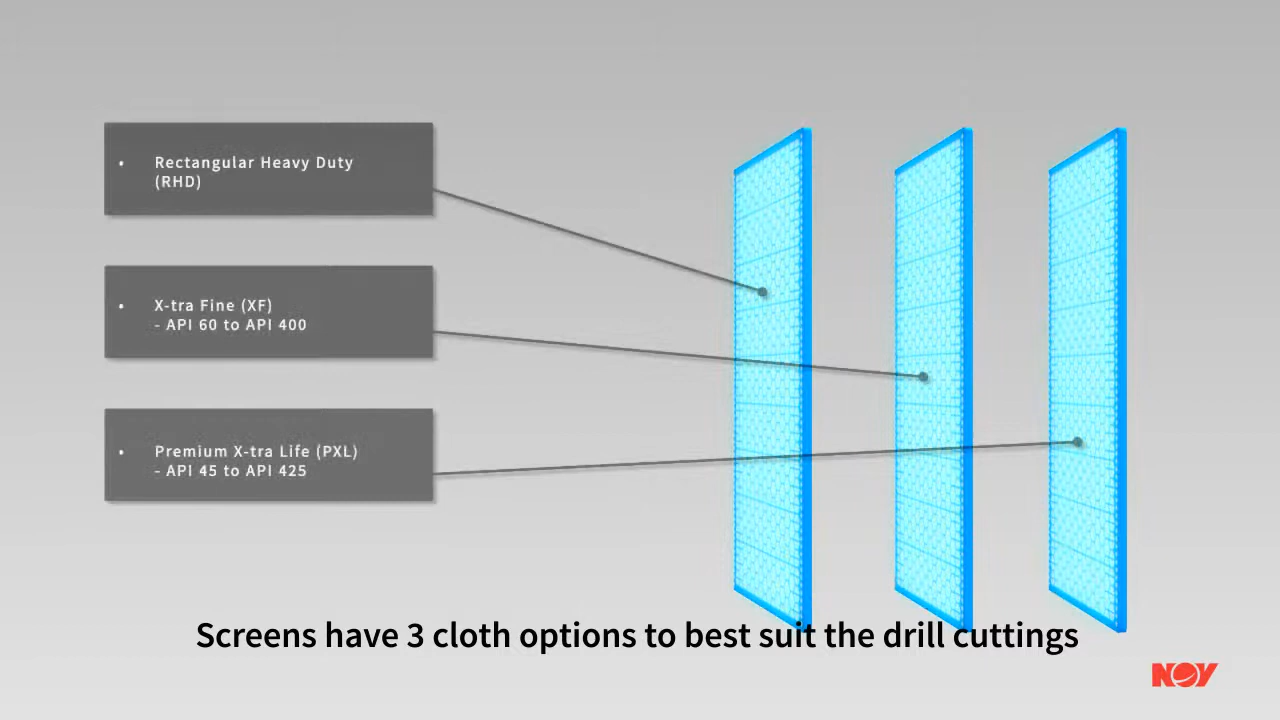 • Rectangular Heavy Duty
(RHD)
• X-tra Fine (XF)
- API 60 to API 400
• Premium X-tra Life (PXL)
- API 45 to API 425
Screens have 3 cloth options to best suit the drill cuttings
NOV